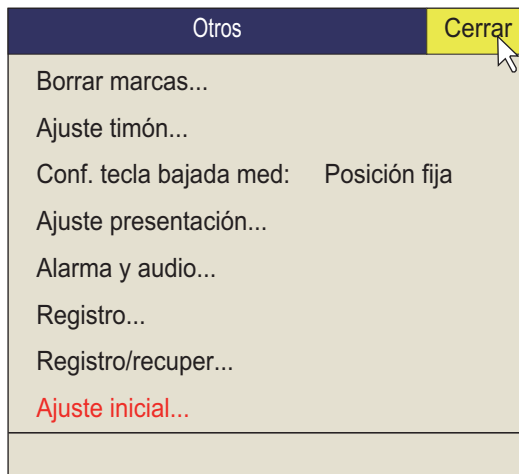 Otros Cerrar
Borrar marcas...
Ajuste timón...
Conf. tecla bajada med: Posición fija
Ajuste presentación...
Alarma y audio...
Registro...
Registro/recuper...
Ajuste inicial...